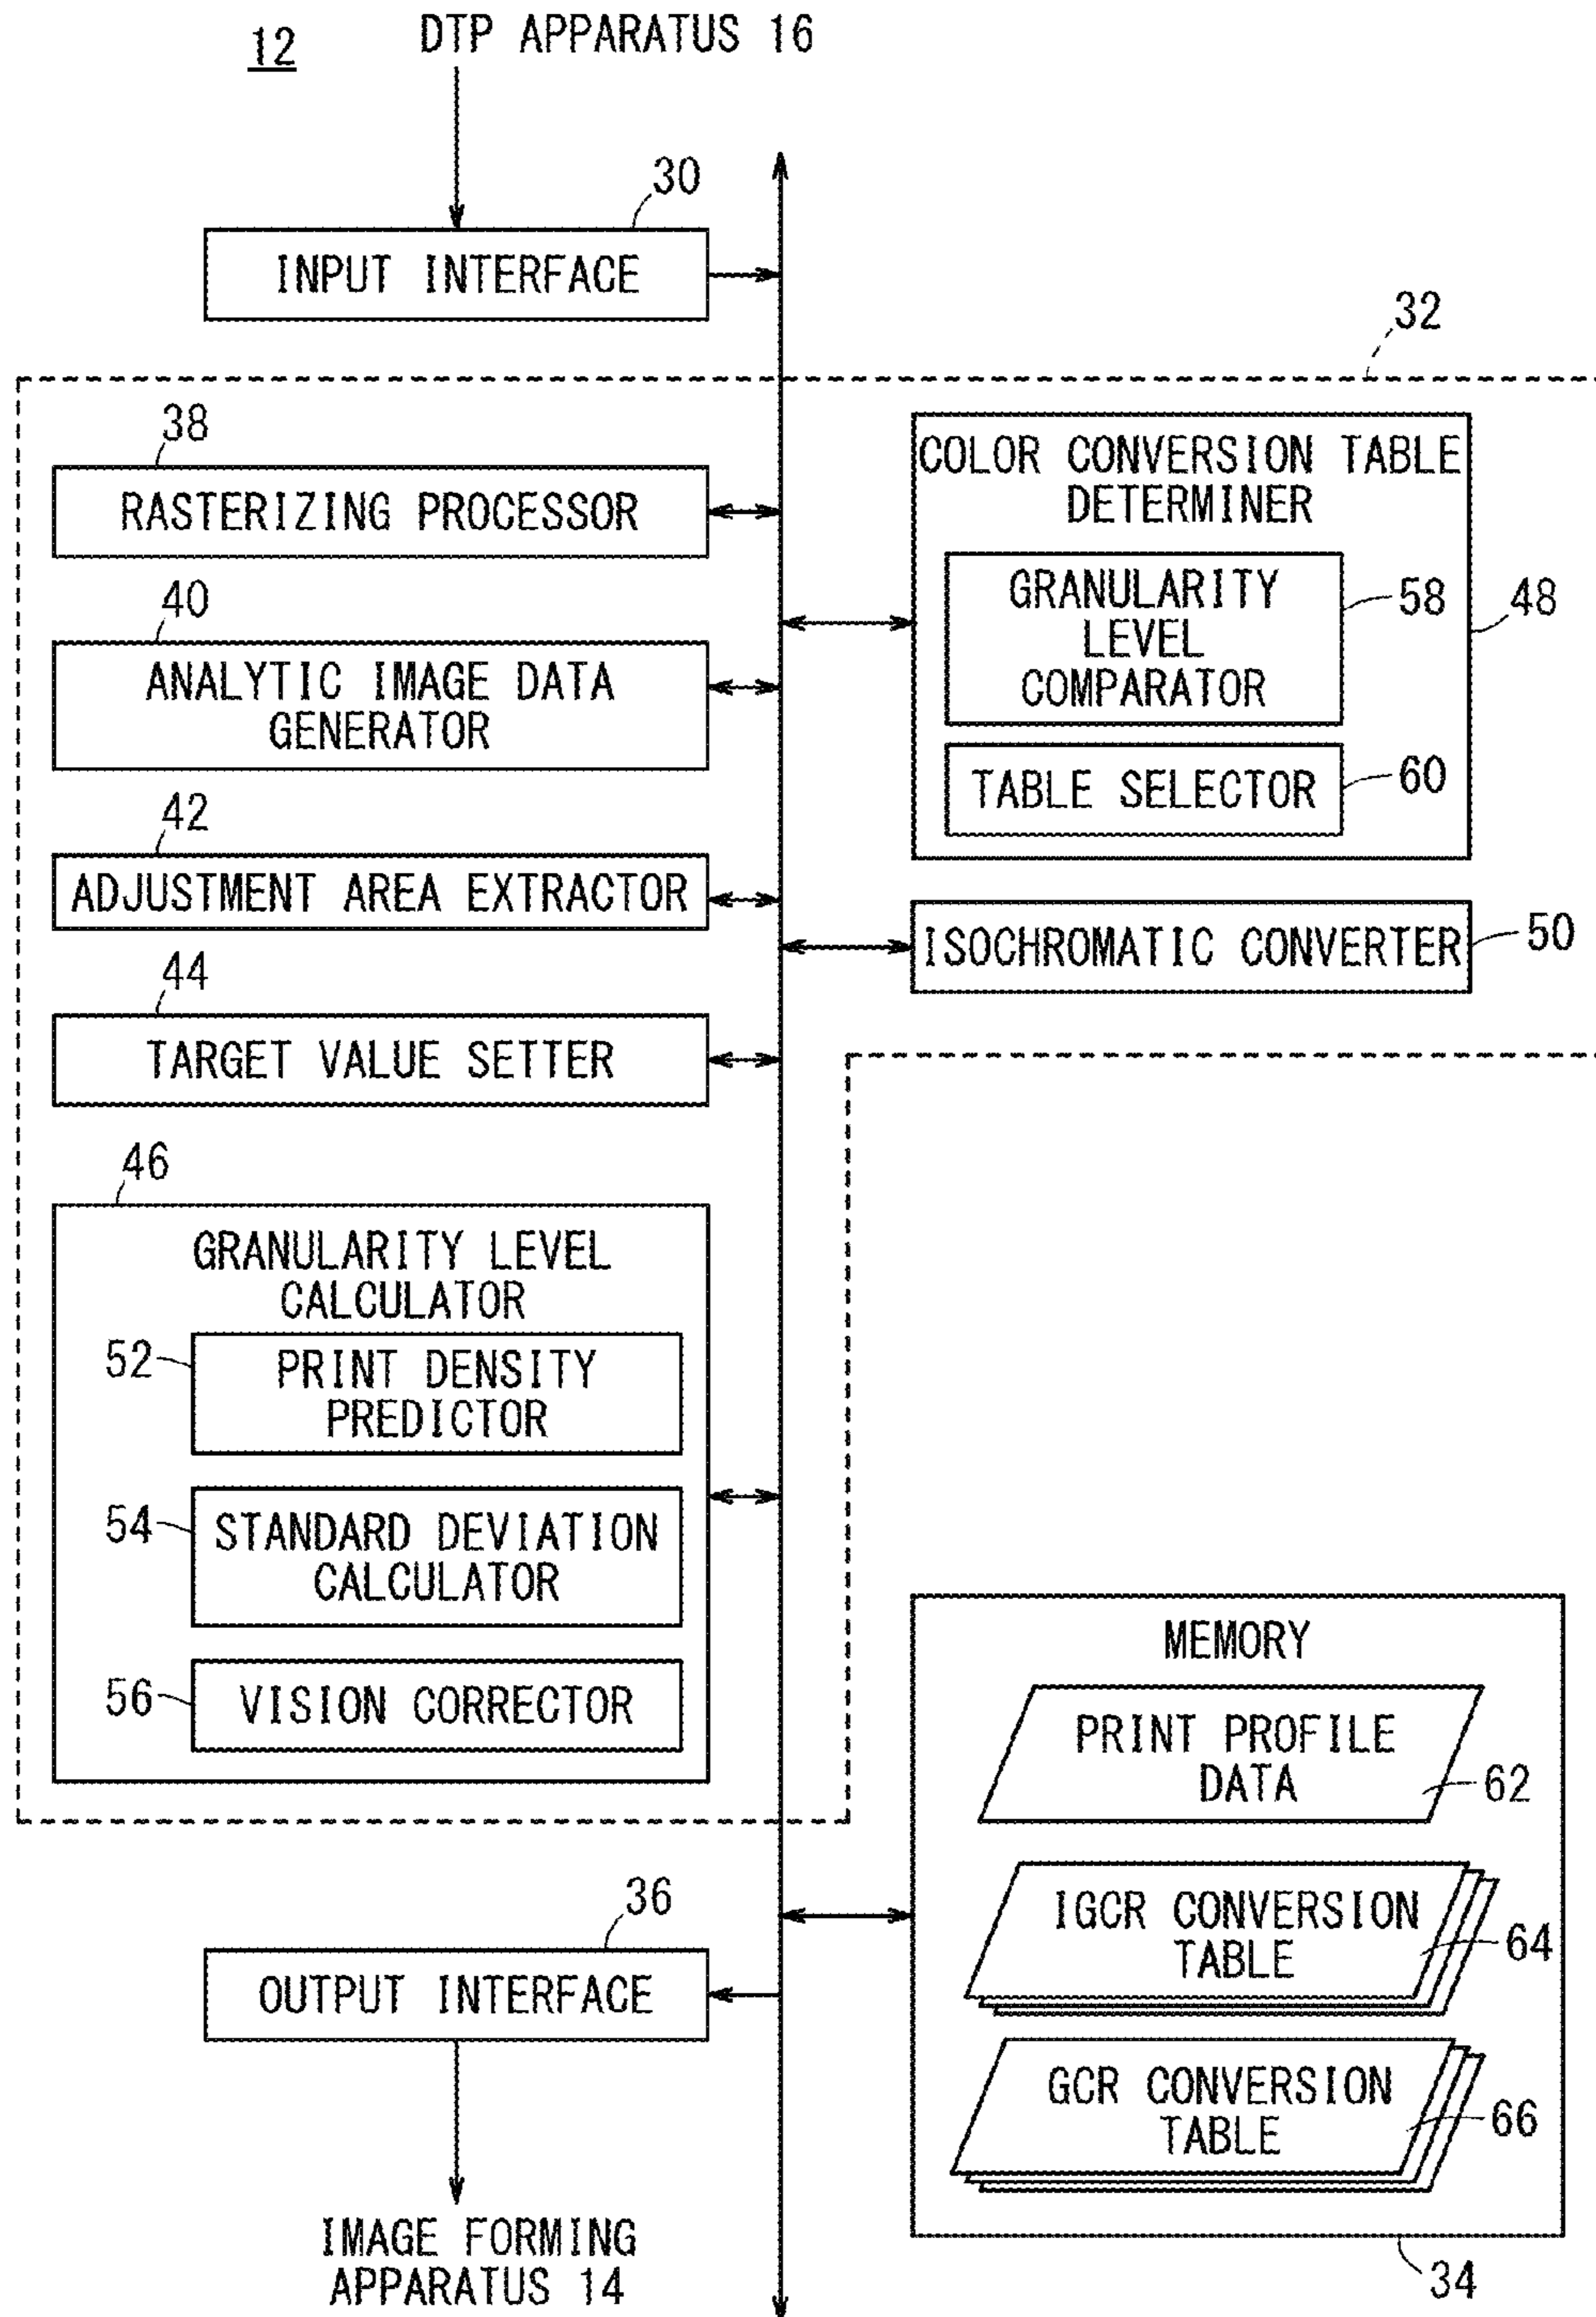 12
DTP APPARATUS 16
30
INPUT INTERFACE
32
38
RASTERIZING PROCESSOR
40
ANALYTIC IMAGE DATA
GENERATOR
42
ADJUSTMENT AREA EXTRACTOR
44
TARGET VALUE SETTER
46
GRANULARITY LEVEL
CALCULATOR
52
PRINT DENSITY
PREDICTOR
54
STANDARD DEVIATION
CALCULATOR
56
VISION CORRECTOR
COLOR CONVERSION TABLE
DETERMINER
GRANULARITY
LEVEL
COMPARATOR
58
48
TABLE SELECTOR
60
ISOCHROMATIC CONVERTER
50
MEMORY
PRINT PROFILE
DATA
62
IGCR CONVERSION
TABLE
64
GCR CONVERSION
TABLE
66
34
36
OUTPUT INTERFACE
IMAGE FORMING
APPARATUS 14